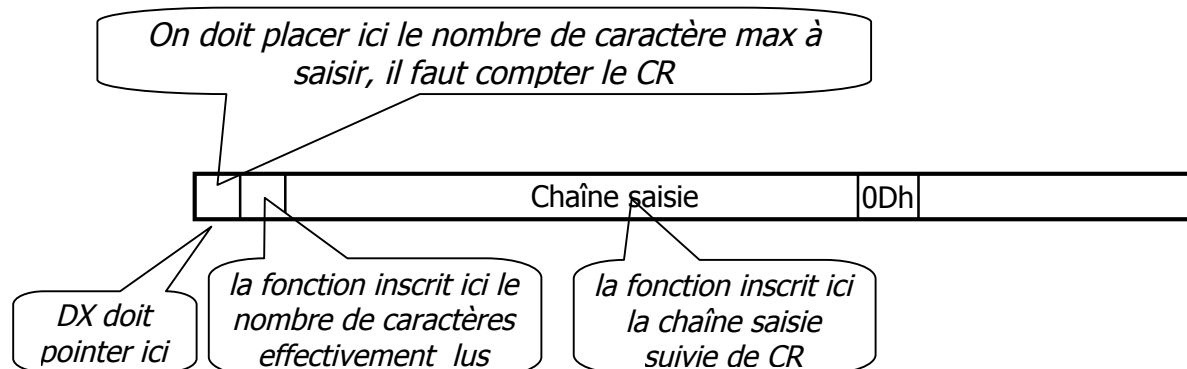 On doit placer ici le nombre de caractère max à
saisir, il faut compter le CR
Chaîne saisie
0Dh
DX doit
pointer ici
la fonction inscrit ici le
nombre de caractères
effectivement lus
la fonction inscrit ici
la chaîne saisie
suivie de CR